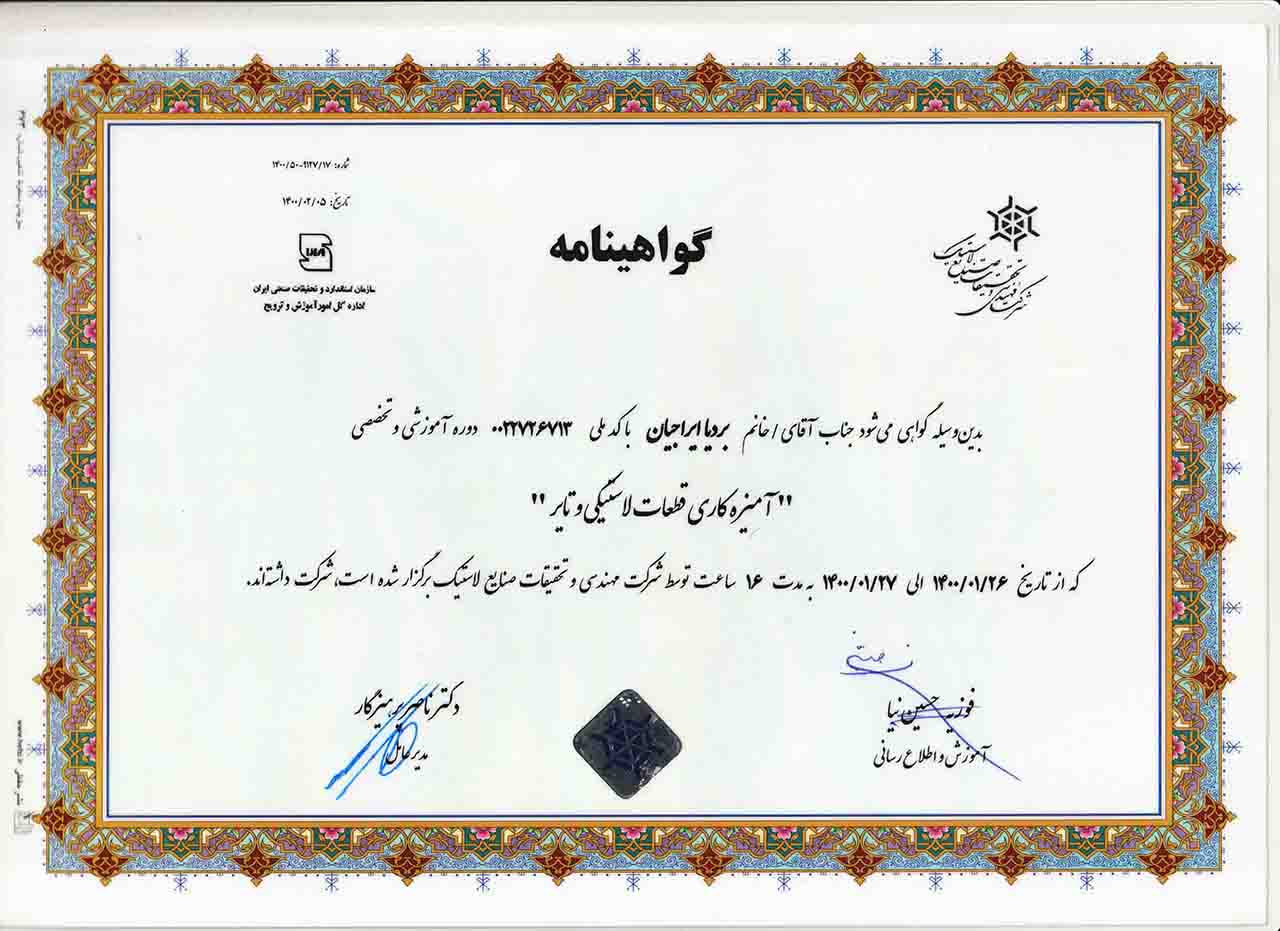 شماره: ۱۴۰۰/۵۰-۹۱۲۷/۱۷
تاریخ: ۱۴۰۰/۰۲/۰۵
سازمان استاندارد و تحقیقات صنعتی ایران
اداره کل امور آموزش و ترویج
گواهینامه
شرکت مهندسی و تحقیقات صنایع لاستیک
بدین‌وسیله گواهی می‌شود جناب آقای / خانم بردیا ایراجیان با کد ملی ۰۰۲۲۷۲۶۷۱۳ دوره آموزشی و تخصصی
" آمیزه کاری قطعات لاستیکی و تایر "
که از تاریخ ۱۴۰۰/۰۱/۲۶ الی ۱۴۰۰/۰۱/۲۷ به مدت ۱۶ ساعت توسط شرکت مهندسی و تحقیقات صنایع لاستیک برگزار شده است، شرکت داشته‌اند.
فوزیه حسین نیا
آموزش و اطلاع رسانی
دکتر ناصر پرهیزگار
مدیرعامل